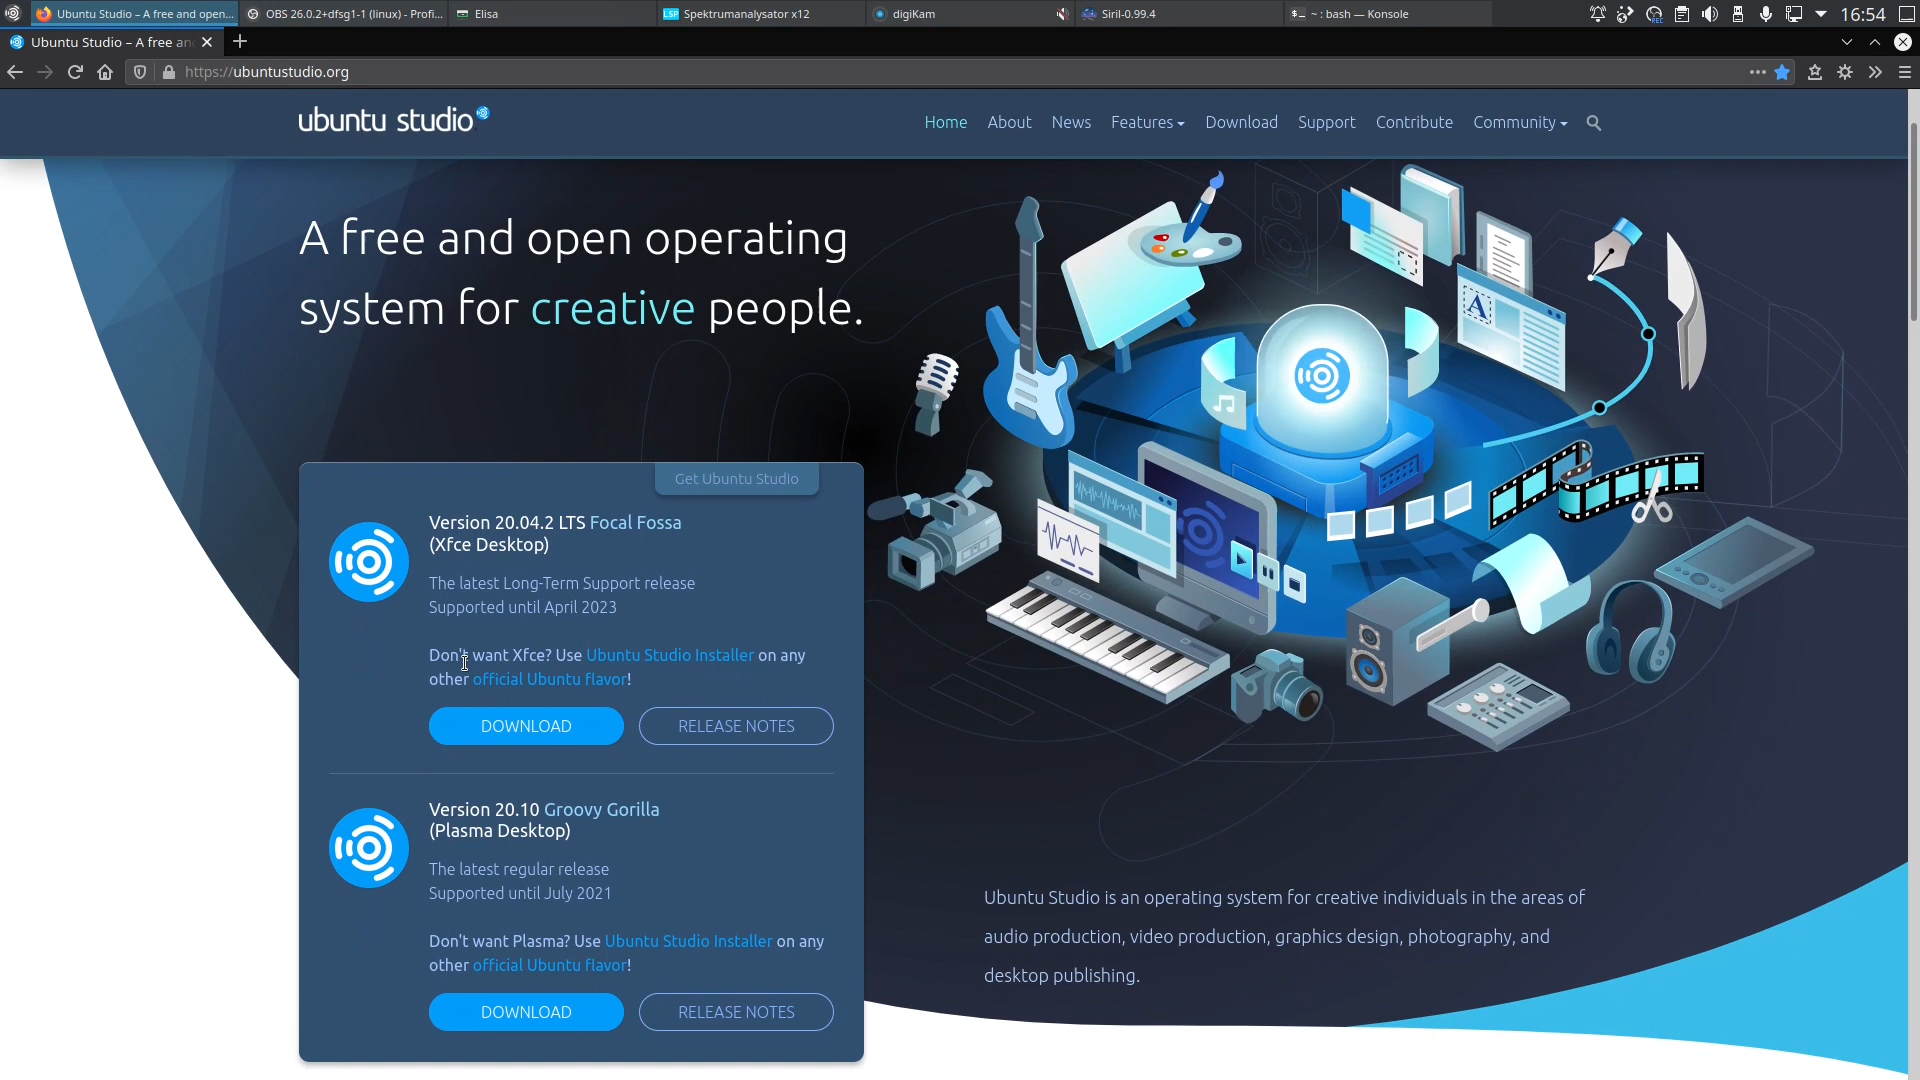 Ubuntu Studio – A free and open...
OBS 26.0.2+dfsg1-1 (linux) - Profi...
Elisa
LSP Spektrumanalysator x12
digiKam
Siril-0.99.4
~ : bash — Konsole
REC
16:54
Ubuntu Studio – A free an
https://ubuntustudio.org
ubuntu studio
Home About News Features Download Support Contribute Community
A free and open operating
system for creative people.
A
Get Ubuntu Studio
Version 20.04.2 LTS Focal Fossa
(Xfce Desktop)
The latest Long-Term Support release
Supported until April 2023
Don't want Xfce? Use Ubuntu Studio Installer on any
other official Ubuntu flavor!
DOWNLOAD RELEASE NOTES
Version 20.10 Groovy Gorilla
(Plasma Desktop)
The latest regular release
Supported until July 2021
Don't want Plasma? Use Ubuntu Studio Installer on any
other official Ubuntu flavor!
DOWNLOAD RELEASE NOTES
Ubuntu Studio is an operating system for creative individuals in the areas of
audio production, video production, graphics design, photography, and
desktop publishing.